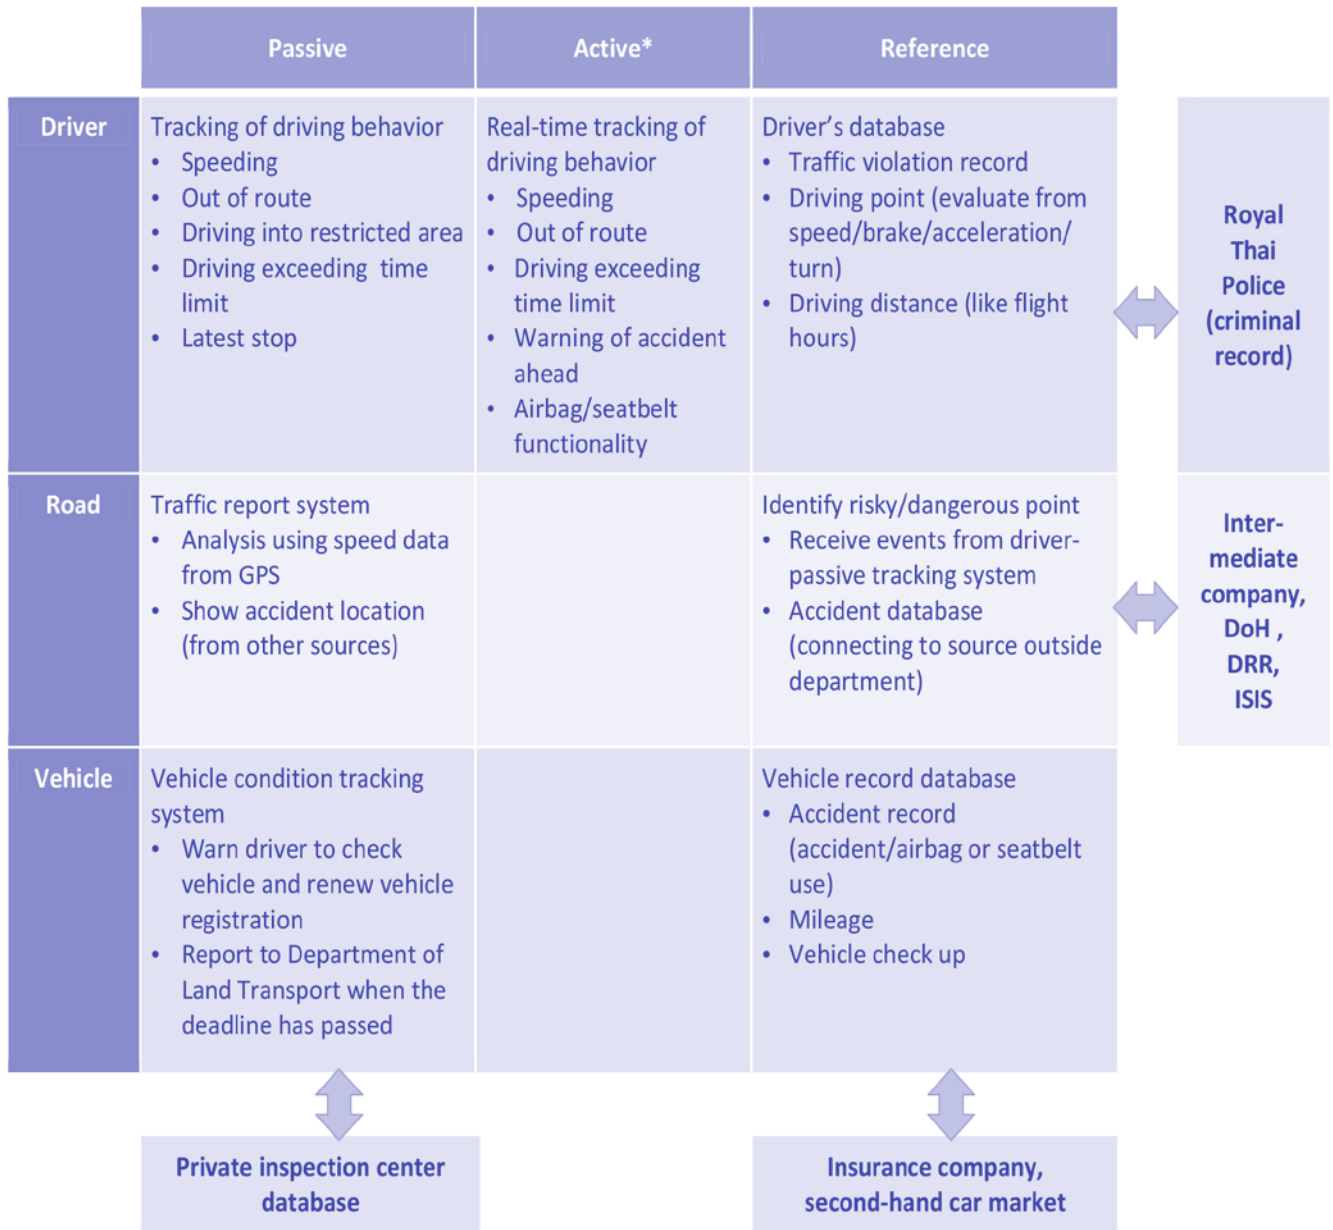 Passive
Active*
Reference
Driver
Tracking of driving behavior
• Speeding
• Out of route
• Driving into restricted area
• Driving exceeding time
limit
• Latest stop
Real-time tracking of
driving behavior
• Speeding
• Out of route
• Driving exceeding
time limit
• Warning of accident
ahead
• Airbag/seatbelt
functionality
Driver's database
• Traffic violation record
• Driving point (evaluate from
speed/brake/acceleration/
turn)
• Driving distance (like flight
hours)
Royal
Thai
Police
(criminal
record)
Road
Traffic report system
• Analysis using speed data
from GPS
• Show accident location
(from other sources)
Identify risky/dangerous point
• Receive events from driver-
passive tracking system
• Accident database
(connecting to source outside
department)
Inter-
mediate
company,
DoH ,
DRR,
ISIS
Vehicle
Vehicle condition tracking
system
• Warn driver to check
vehicle and renew vehicle
registration
• Report to Department of
Land Transport when the
deadline has passed
Vehicle record database
• Accident record
(accident/airbag or seatbelt
use)
• Mileage
• Vehicle check up
Private inspection center
database
Insurance company,
second-hand car market